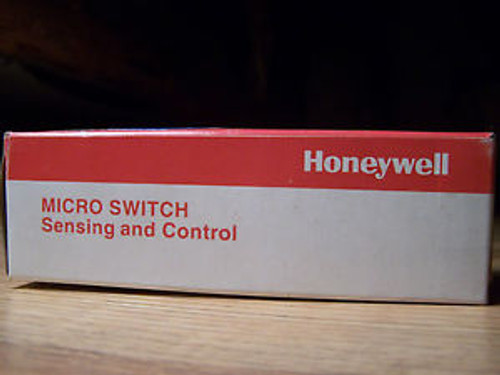 Honeywell
MICRO SWITCH
Sensing and Control